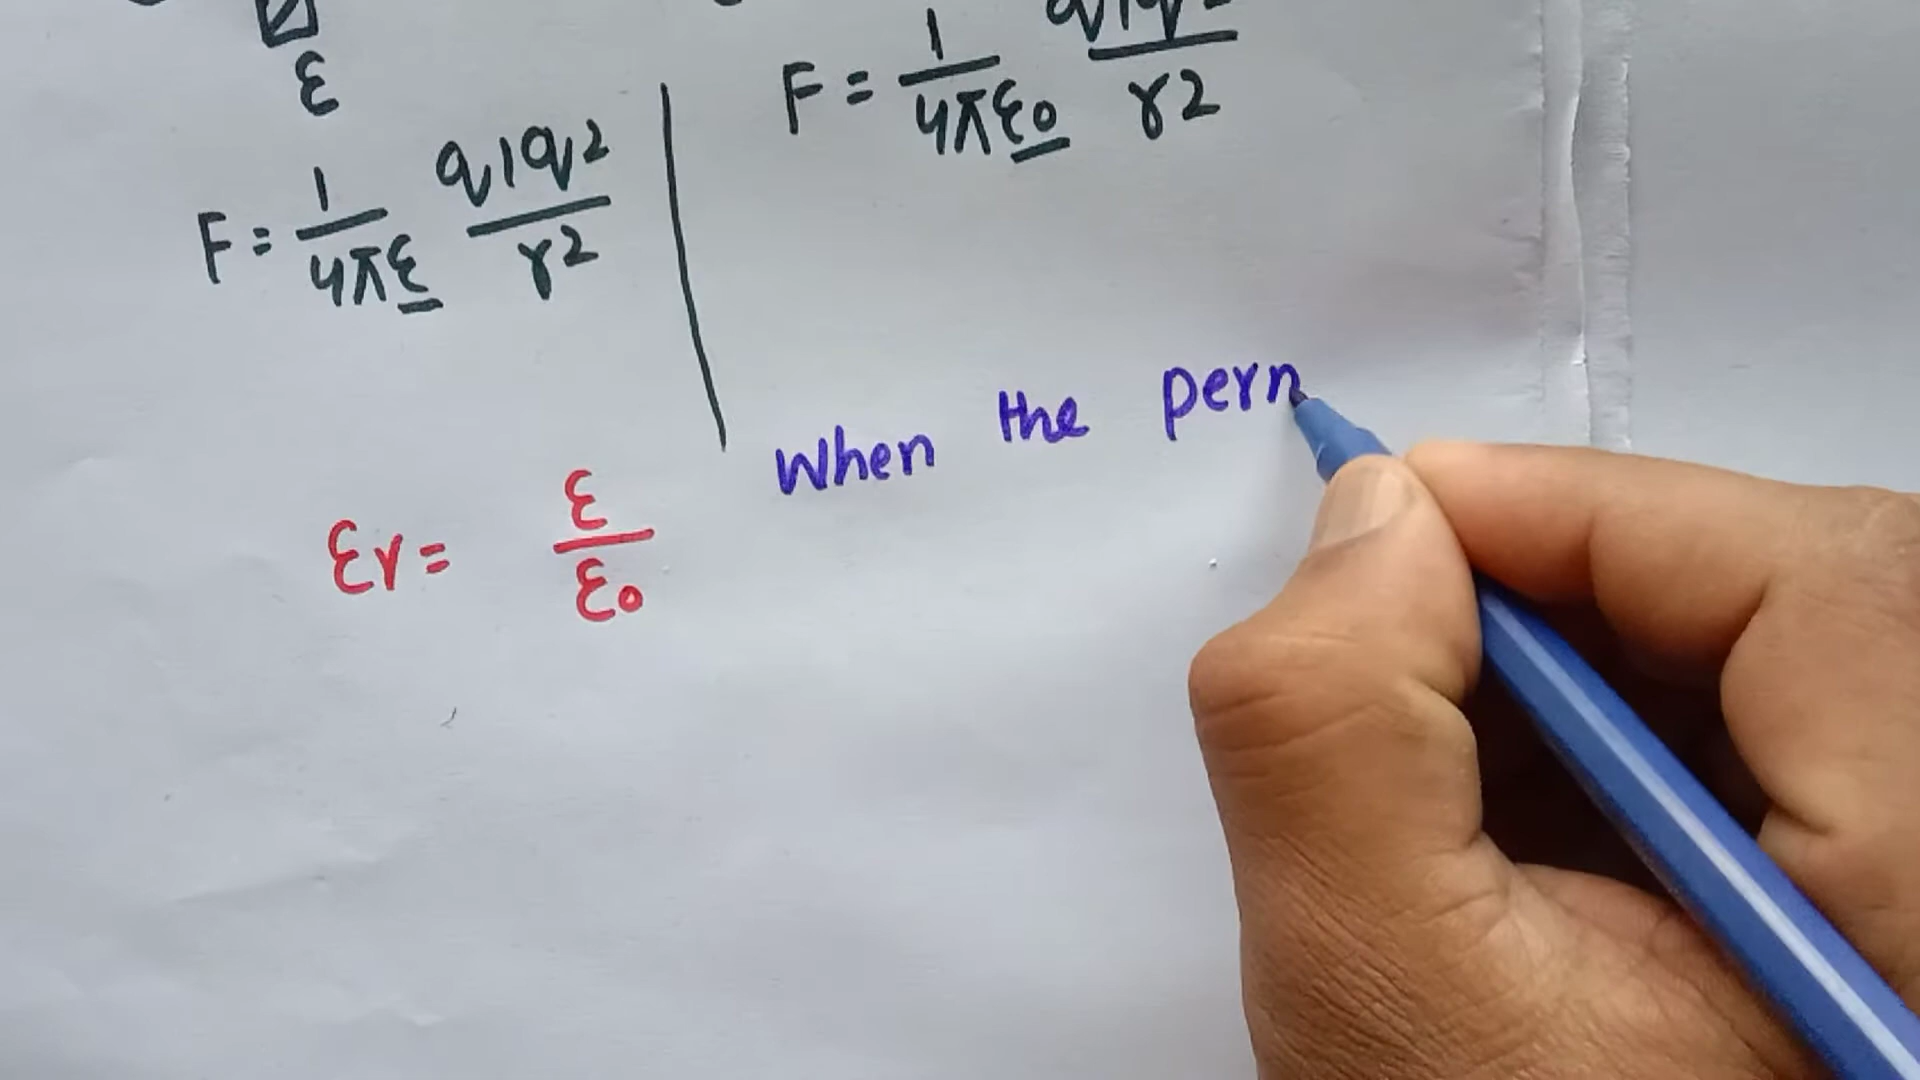 ε
F = 1/4πε q1q2/r2
F = 1/4πε0 q1q2/r2
When the pern
εr = ε/ε0